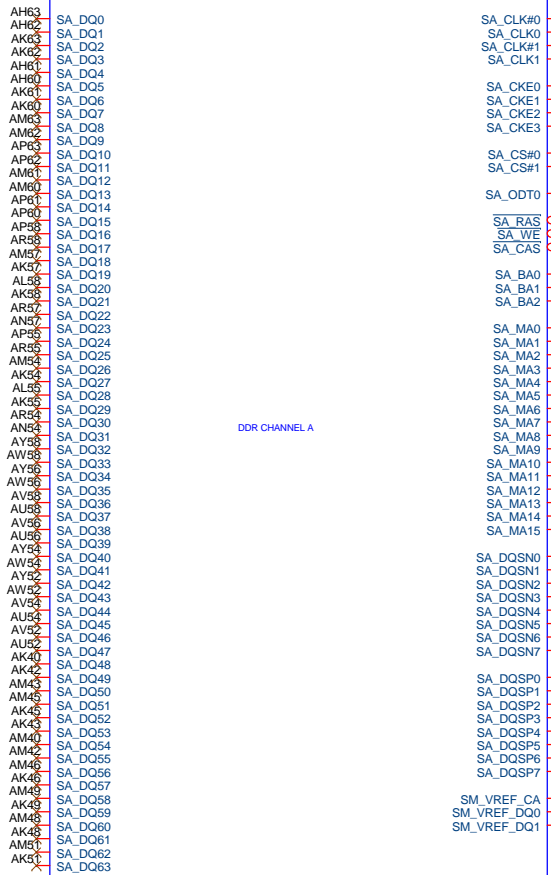 AH63 SA_DQ0
AH62 SA_DQ1
AK63 SA_DQ2
AK62 SA_DQ3
AH61 SA_DQ4
AH60 SA_DQ5
AK61 SA_DQ6
AK60 SA_DQ7
AM63 SA_DQ8
AM62 SA_DQ9
AP63 SA_DQ10
AP62 SA_DQ11
AM61 SA_DQ12
AM60 SA_DQ13
AP61 SA_DQ14
AP60 SA_DQ15
AP58 SA_DQ16
AR58 SA_DQ17
AM57 SA_DQ18
AK57 SA_DQ19
AL58 SA_DQ20
AK58 SA_DQ21
AR57 SA_DQ22
AN57 SA_DQ23
AP55 SA_DQ24
AR55 SA_DQ25
AM54 SA_DQ26
AK54 SA_DQ27
AL55 SA_DQ28
AK55 SA_DQ29
AR54 SA_DQ30
AN54 SA_DQ31
AY58 SA_DQ32
AW58 SA_DQ33
AY56 SA_DQ34
AW56 SA_DQ35
AV58 SA_DQ36
AU58 SA_DQ37
AV56 SA_DQ38
AU56 SA_DQ39
AY54 SA_DQ40
AW54 SA_DQ41
AY52 SA_DQ42
AW52 SA_DQ43
AV54 SA_DQ44
AU54 SA_DQ45
AV52 SA_DQ46
AU52 SA_DQ47
AK40 SA_DQ48
AK42 SA_DQ49
AM43 SA_DQ50
AM45 SA_DQ51
AK45 SA_DQ52
AK43 SA_DQ53
AM40 SA_DQ54
AM42 SA_DQ55
AM46 SA_DQ56
AK46 SA_DQ57
AM49 SA_DQ58
AK49 SA_DQ59
AM48 SA_DQ60
AK48 SA_DQ61
AM51 SA_DQ62
AK51 SA_DQ63
DDR CHANNEL A
SA_CLK#0
SA_CLK0
SA_CLK#1
SA_CLK1
SA_CKE0
SA_CKE1
SA_CKE2
SA_CKE3
SA_CS#0
SA_CS#1
SA_ODT0
SA_RAS
SA_WE
SA_CAS
SA_BA0
SA_BA1
SA_BA2
SA_MA0
SA_MA1
SA_MA2
SA_MA3
SA_MA4
SA_MA5
SA_MA6
SA_MA7
SA_MA8
SA_MA9
SA_MA10
SA_MA11
SA_MA12
SA_MA13
SA_MA14
SA_MA15
SA_DQSN0
SA_DQSN1
SA_DQSN2
SA_DQSN3
SA_DQSN4
SA_DQSN5
SA_DQSN6
SA_DQSN7
SA_DQSP0
SA_DQSP1
SA_DQSP2
SA_DQSP3
SA_DQSP4
SA_DQSP5
SA_DQSP6
SA_DQSP7
SM_VREF_CA
SM_VREF_DQ0
SM_VREF_DQ1